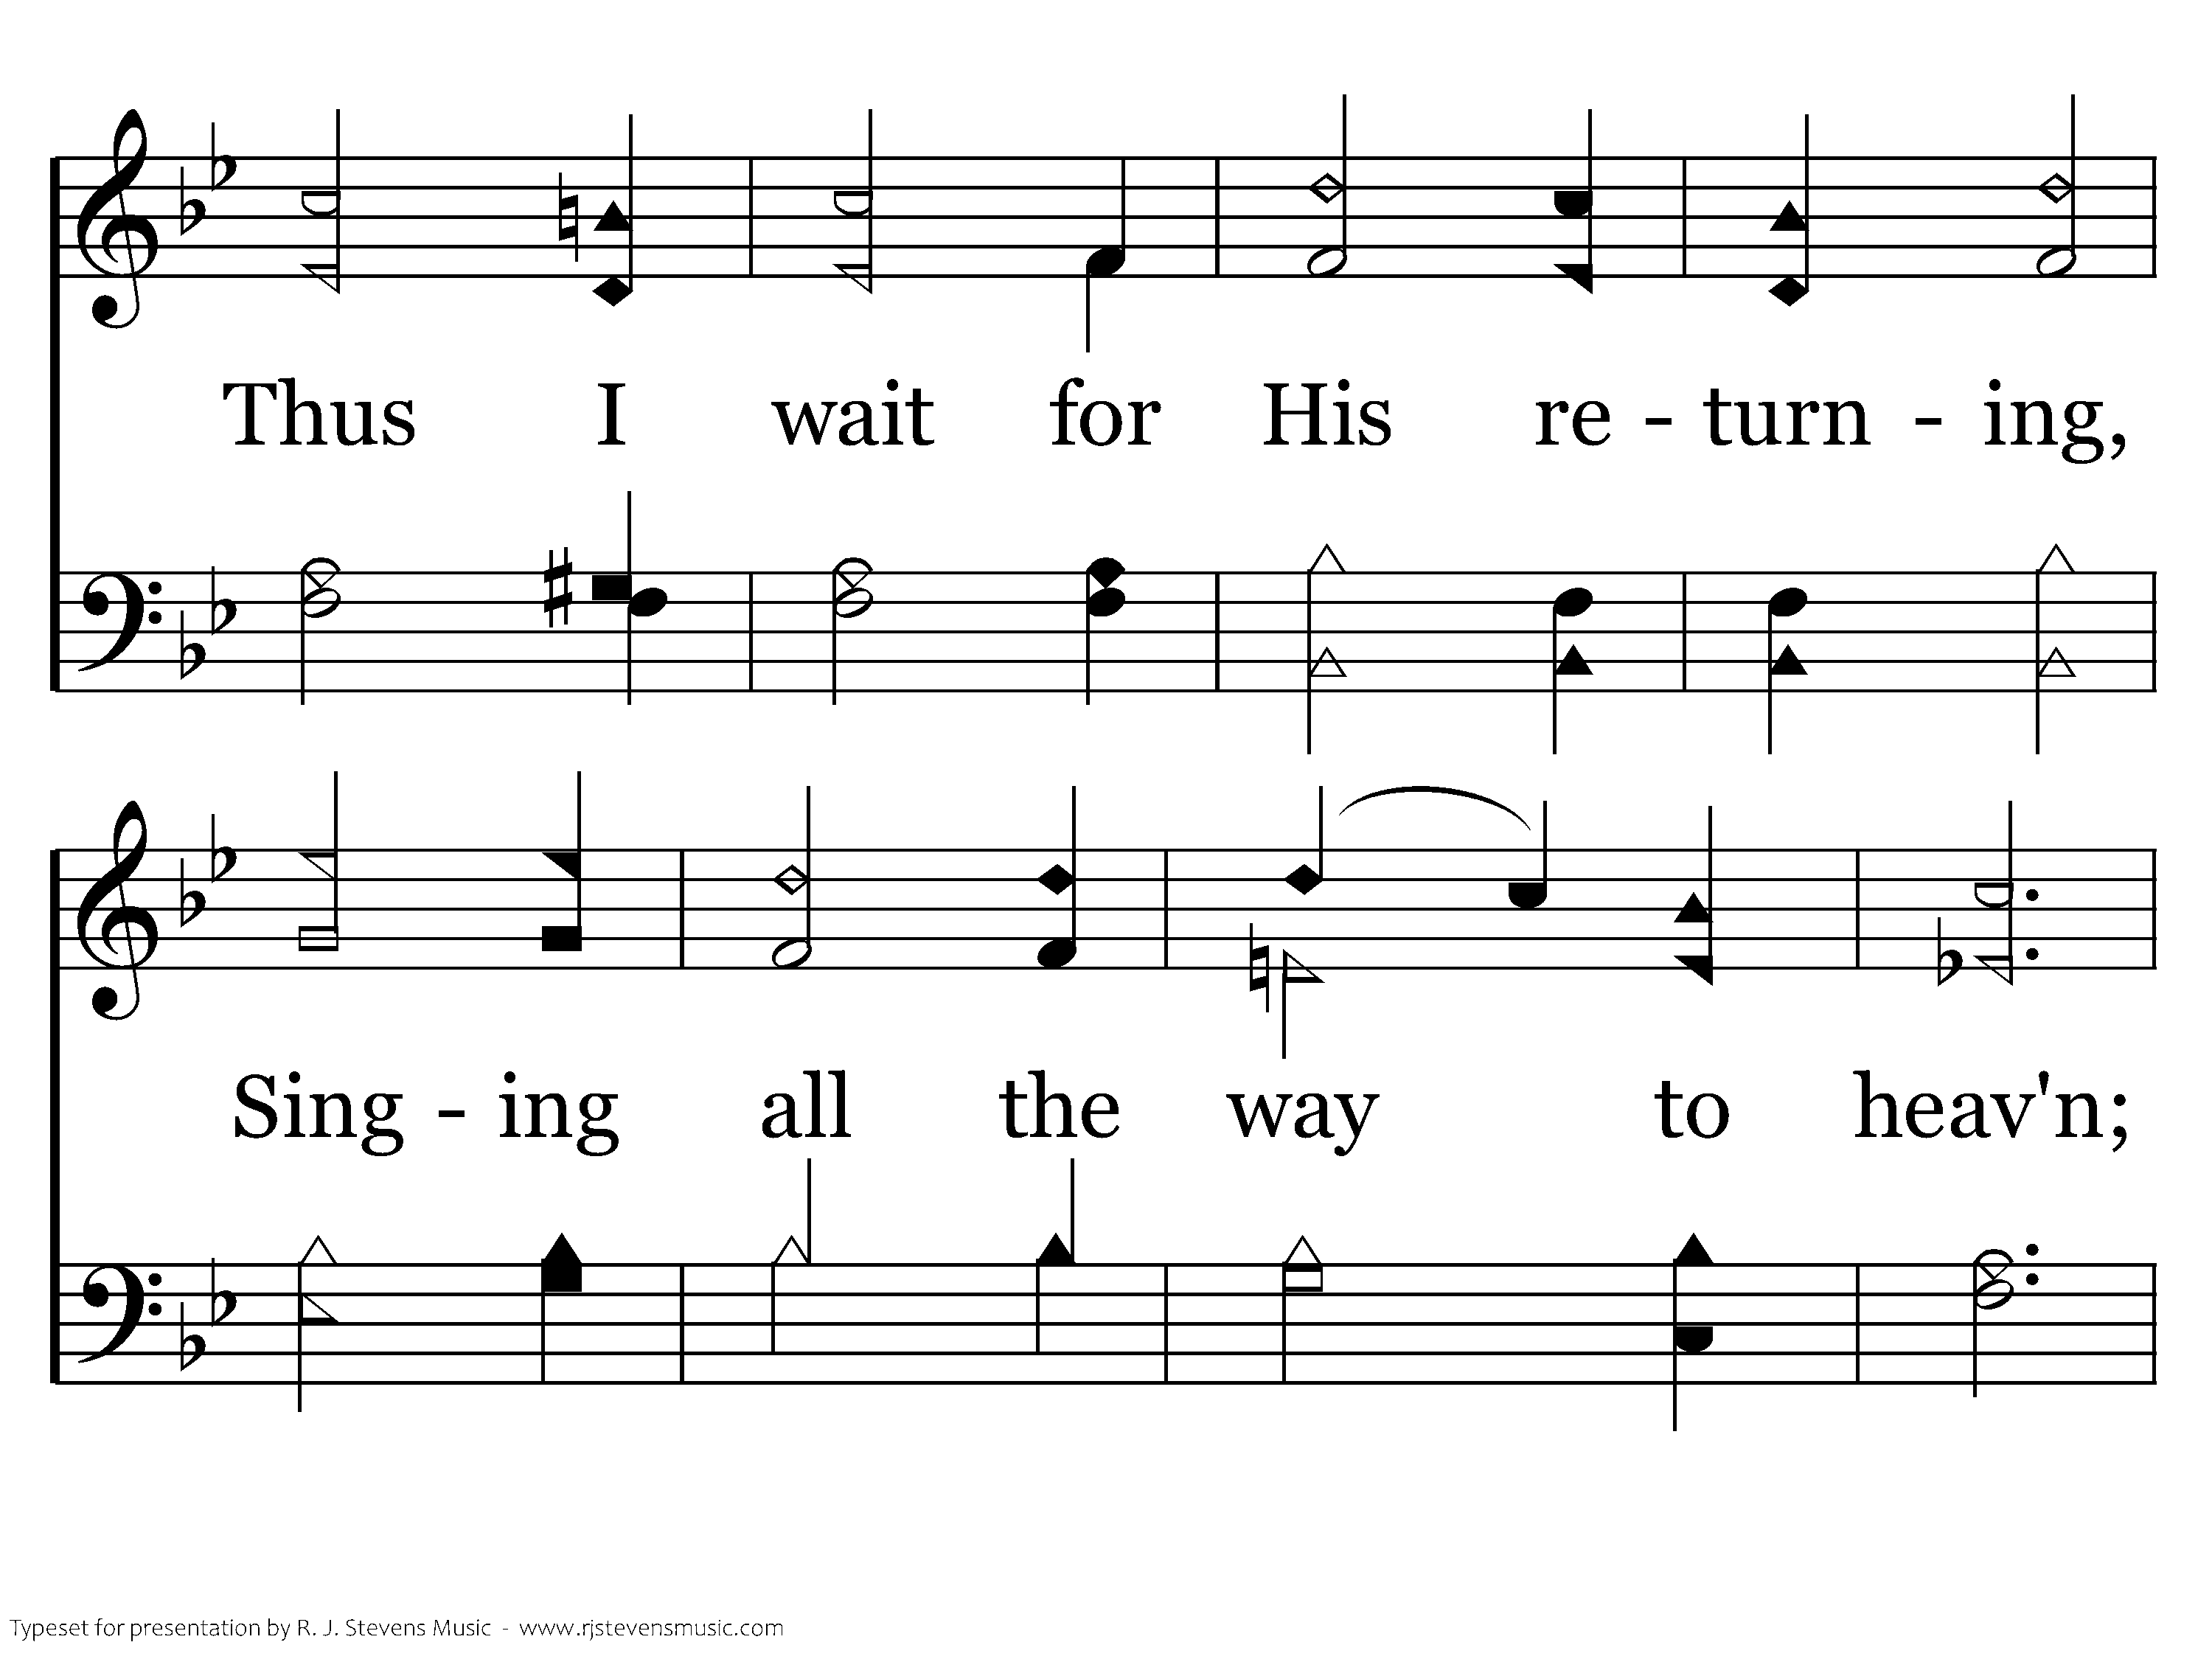 Thus I wait for His re - turn - ing,
Sing - ing all the way to heav'n;
Typeset for presentation by R. J. Stevens Music - www.rjstevensmusic.com